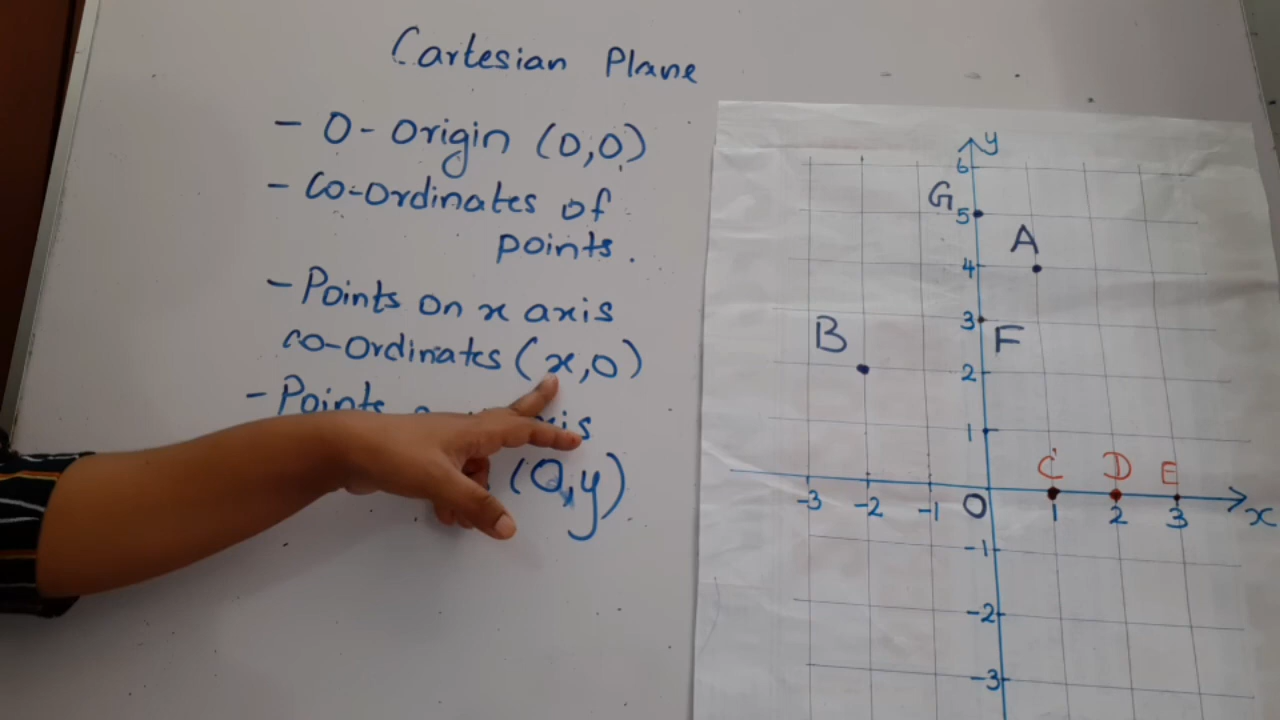 Cartesian Plane
- O - Origin (0,0)
- Co-ordinates of
points.
- Points on x axis
co-ordinates (x,0)
- Points
(0,y)
y
6
G 5
A
4
3 F
B
2
1
C D E
-3 -2 -1 O 1 2 3 x
-1
-2
-3